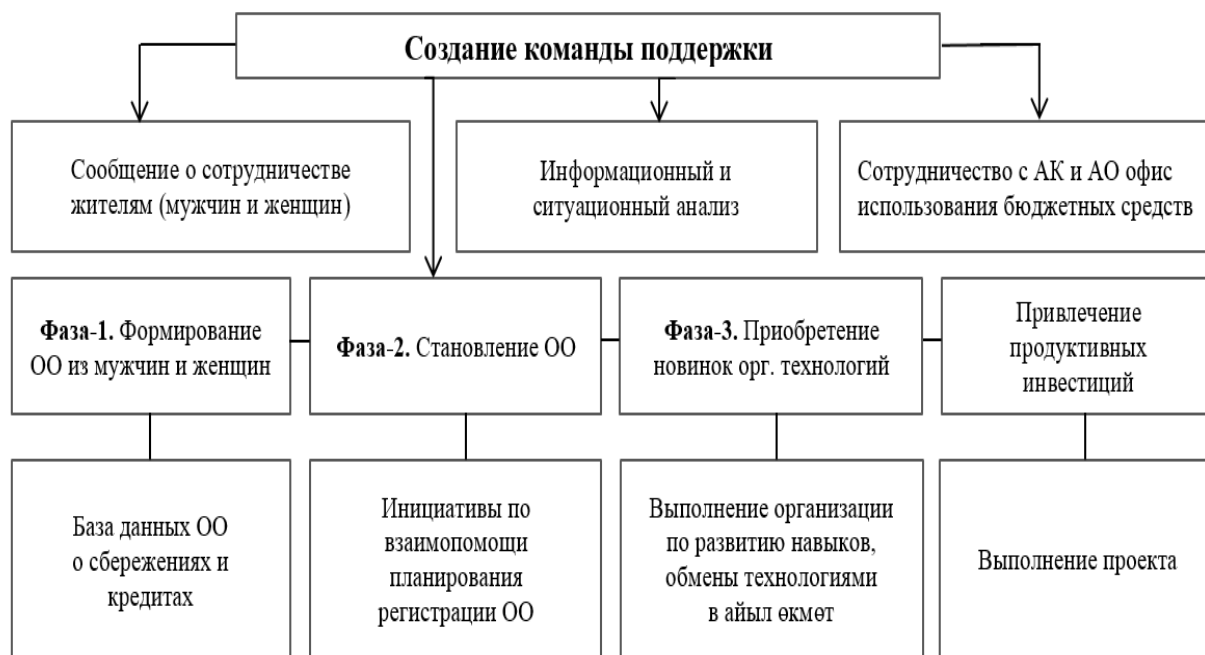 Создание команды поддержки
Сообщение о сотрудничестве
жителям (мужчин и женщин)
Информационный и
ситуационный анализ
Сотрудничество с АК и АО офис
использования бюджетных средств
Фаза-1. Формирование
ОО из мужчин и женщин
Фаза-2. Становление ОО
Фаза-3. Приобретение
новинок орг. технологий
Привлечение
продуктивных
инвестиций
База данных ОО
о сбережениях и
кредитах
Инициативы по
взаимопомощи
планирования
регистрации ОО
Выполнение организации
по развитию навыков,
обмены технологиями
в айыл өкмөт
Выполнение проекта